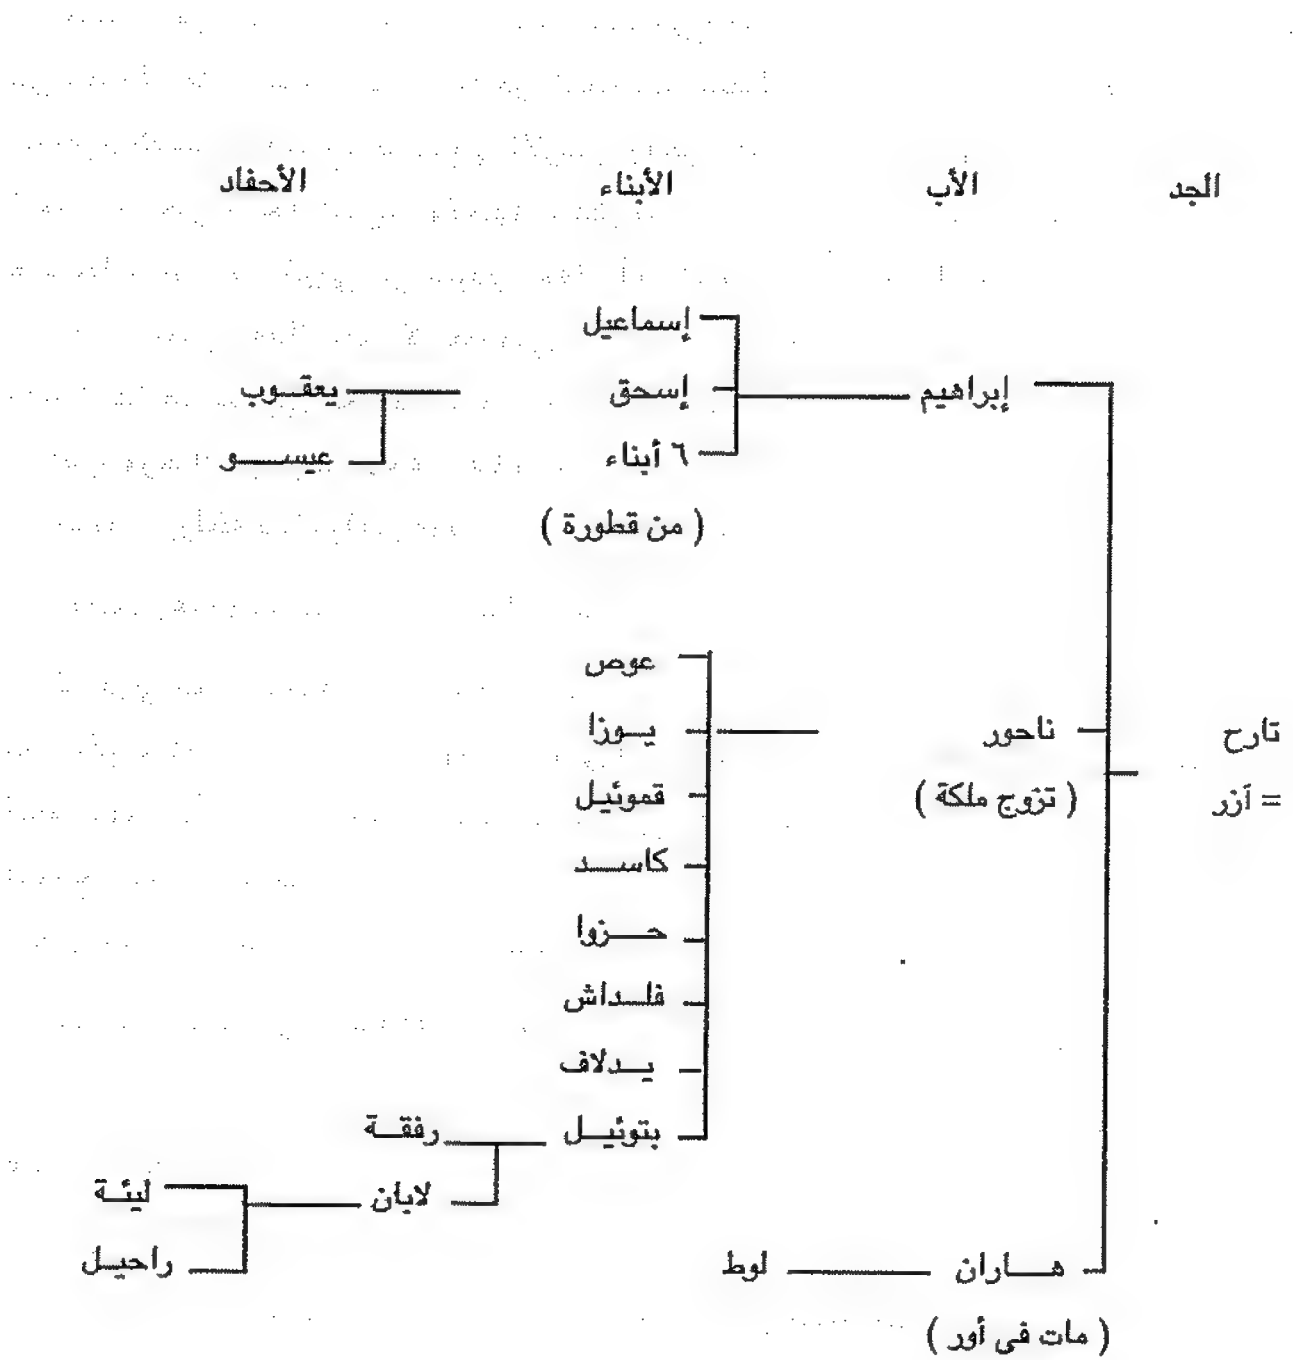 الجد الأب الأبناء الأحفاد
إسماعيل
إبراهيم إسحق يعقوب
٦ أبناء عيسو
( من قطورة )
عوص
تارح ناحور يوزا
= آزر ( تزوج ملكة ) قموئيل
كاسد
حزوا
فلداش
يدلاف
بتوئيل رفقة
لابان ليئة
هاران لوط راحيل
( مات فى أور )